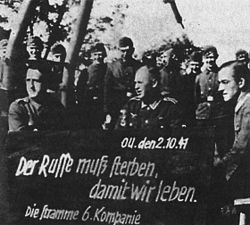 O.U. den 2.10.41
Der Russe muß sterben,
damit wir leben.
Die stramme 6. Kompanie